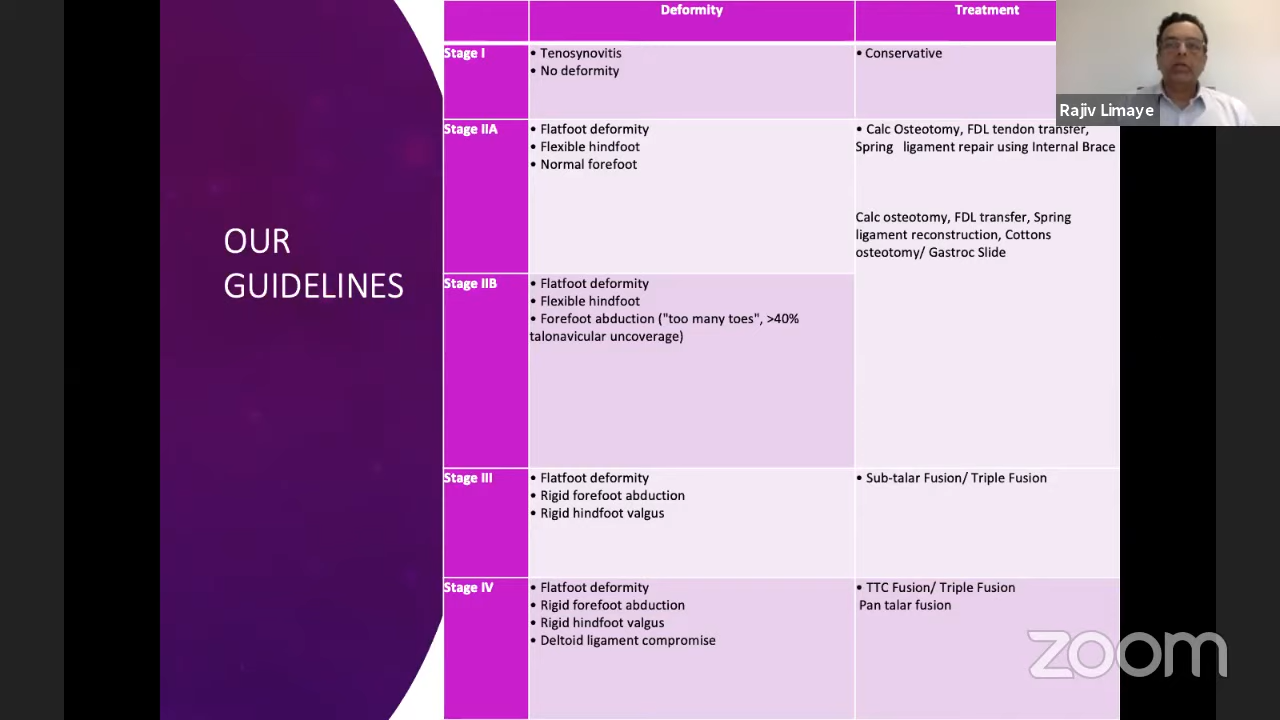 OUR
GUIDELINES
Deformity
Treatment
Stage I
• Tenosynovitis
• No deformity
• Conservative
Stage IIA
• Flatfoot deformity
• Flexible hindfoot
• Normal forefoot
• Calc Osteotomy, FDL tendon transfer,
Spring ligament repair using Internal Brace
Calc osteotomy, FDL transfer, Spring
ligament reconstruction, Cottons
osteotomy/ Gastroc Slide
Stage IIB
• Flatfoot deformity
• Flexible hindfoot
• Forefoot abduction ("too many toes", >40%
talonavicular uncoverage)
Stage III
• Flatfoot deformity
• Rigid forefoot abduction
• Rigid hindfoot valgus
• Sub-talar Fusion/ Triple Fusion
Stage IV
• Flatfoot deformity
• Rigid forefoot abduction
• Rigid hindfoot valgus
• Deltoid ligament compromise
• TTC Fusion/ Triple Fusion
Pan talar fusion
Rajiv Limaye
zoom